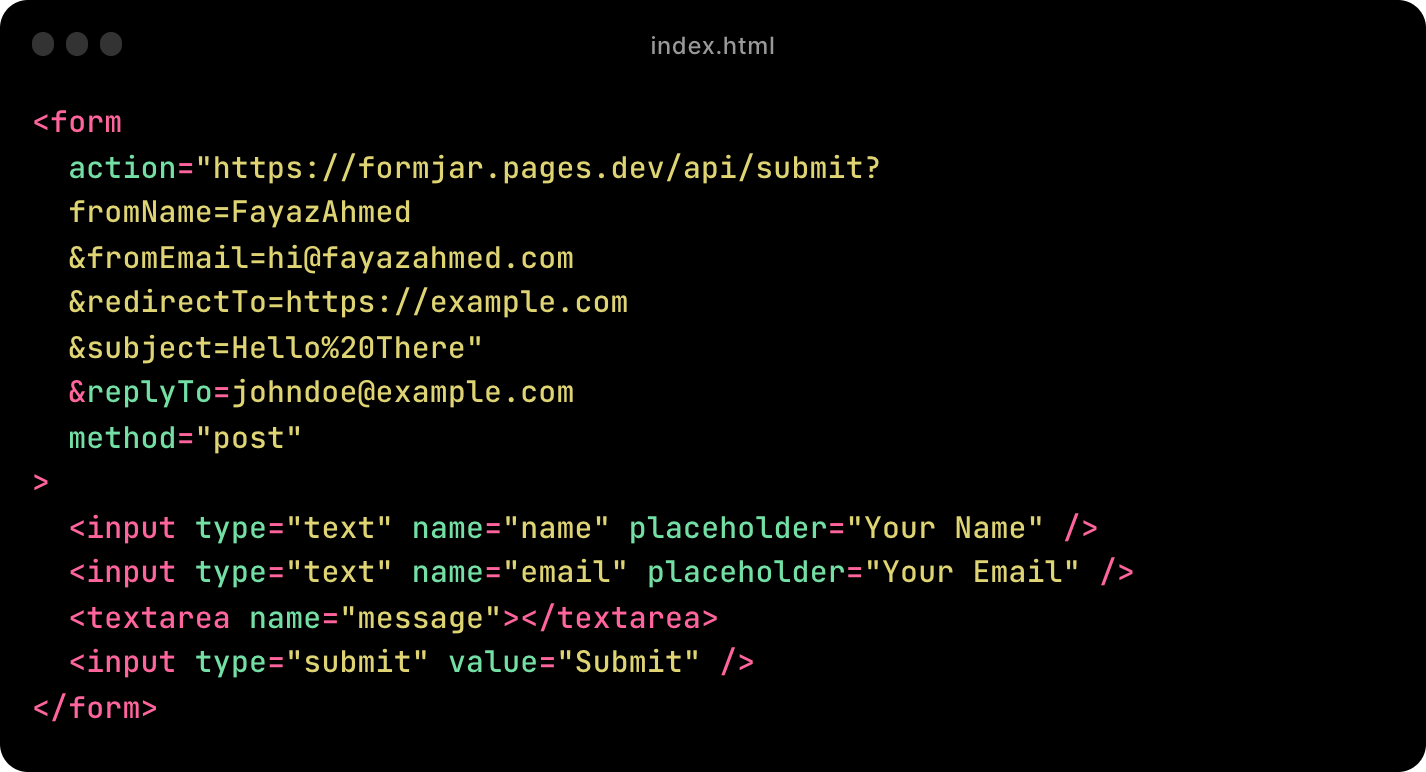 index.html
<form
action="https://formjar.pages.dev/api/submit?
fromName=FayazAhmed
&fromEmail=hi@fayazahmed.com
&redirectTo=https://example.com
&subject=Hello%20There"
&replyTo=johndoe@example.com
method="post"
>
<input type="text" name="name" placeholder="Your Name" />
<input type="text" name="email" placeholder="Your Email" />
<textarea name="message"></textarea>
<input type="submit" value="Submit" />
</form>